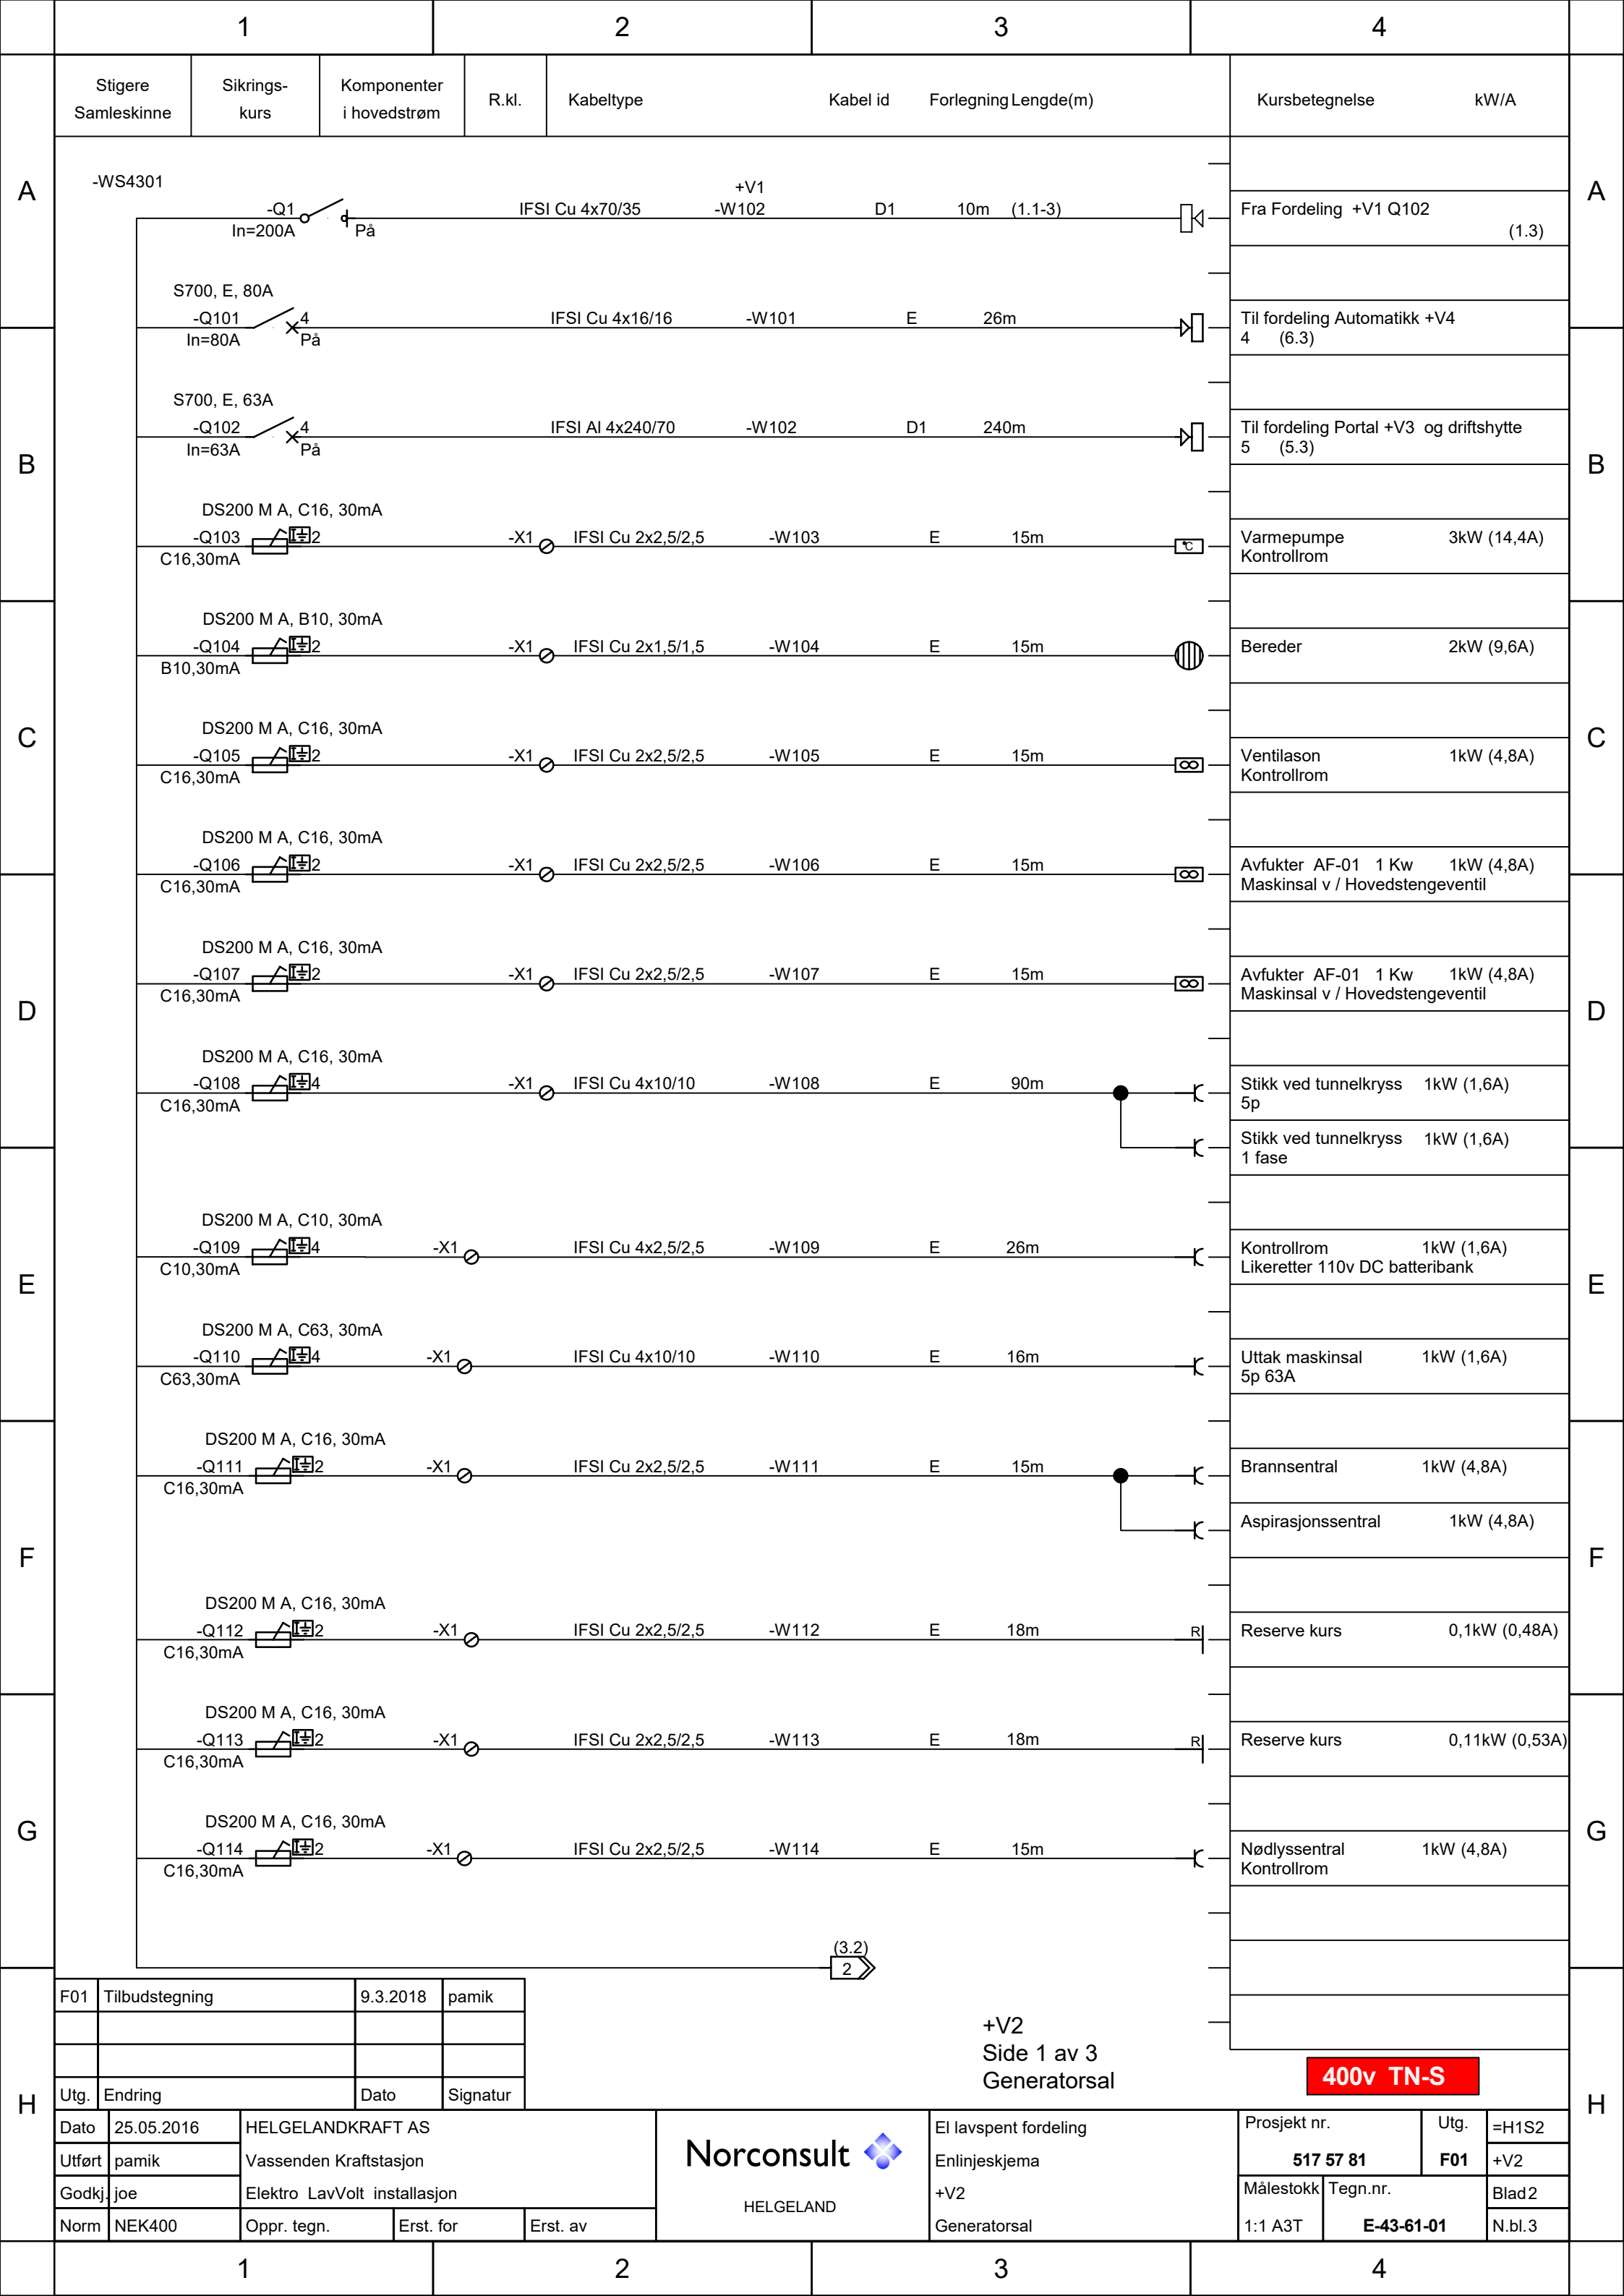 1 2 3 4
Stigere Samleskinne
Sikrings-kurs
Komponenter i hovedstrøm
R.kl.
Kabeltype
Kabel id
Forlegning Lengde(m)
Kursbetegnelse
kW/A
A
A
-WS4301
+V1
-Q1 IFSI Cu 4x70/35 -W102 D1 10m (1.1-3) Fra Fordeling +V1 Q102
In=200A På (1.3)
S700, E, 80A
-Q101 4 IFSI Cu 4x16/16 -W101 E 26m Til fordeling Automatikk +V4
In=80A På 4 (6.3)
S700, E, 63A
-Q102 4 IFSI Al 4x240/70 -W102 D1 240m Til fordeling Portal +V3 og driftshytte
In=63A På 5 (5.3)
B
B
DS200 M A, C16, 30mA
-Q103 2 -X1 IFSI Cu 2x2,5/2,5 -W103 E 15m °C Varmepumpe 3kW (14,4A)
C16,30mA Kontrollrom
DS200 M A, B10, 30mA
-Q104 2 -X1 IFSI Cu 2x1,5/1,5 -W104 E 15m Bereder 2kW (9,6A)
B10,30mA
C
C
DS200 M A, C16, 30mA
-Q105 2 -X1 IFSI Cu 2x2,5/2,5 -W105 E 15m Ventilason 1kW (4,8A)
C16,30mA Kontrollrom
DS200 M A, C16, 30mA
-Q106 2 -X1 IFSI Cu 2x2,5/2,5 -W106 E 15m Avfukter AF-01 1 Kw 1kW (4,8A)
C16,30mA Maskinsal v / Hovedstengeventil
DS200 M A, C16, 30mA
-Q107 2 -X1 IFSI Cu 2x2,5/2,5 -W107 E 15m Avfukter AF-01 1 Kw 1kW (4,8A)
C16,30mA Maskinsal v / Hovedstengeventil
D
D
DS200 M A, C16, 30mA
-Q108 4 -X1 IFSI Cu 4x10/10 -W108 E 90m Stikk ved tunnelkryss 1kW (1,6A)
C16,30mA 5p
Stikk ved tunnelkryss 1kW (1,6A)
1 fase
DS200 M A, C10, 30mA
-Q109 4 -X1 IFSI Cu 4x2,5/2,5 -W109 E 26m Kontrollrom 1kW (1,6A)
C10,30mA Likeretter 110v DC batteribank
E
E
DS200 M A, C63, 30mA
-Q110 4 -X1 IFSI Cu 4x10/10 -W110 E 16m Uttak maskinsal 1kW (1,6A)
C63,30mA 5p 63A
DS200 M A, C16, 30mA
-Q111 2 -X1 IFSI Cu 2x2,5/2,5 -W111 E 15m Brannsentral 1kW (4,8A)
C16,30mA
Aspirasjonssentral 1kW (4,8A)
F
F
DS200 M A, C16, 30mA
-Q112 2 -X1 IFSI Cu 2x2,5/2,5 -W112 E 18m R Reserve kurs 0,1kW (0,48A)
C16,30mA
DS200 M A, C16, 30mA
-Q113 2 -X1 IFSI Cu 2x2,5/2,5 -W113 E 18m R Reserve kurs 0,11kW (0,53A)
C16,30mA
G
G
DS200 M A, C16, 30mA
-Q114 2 -X1 IFSI Cu 2x2,5/2,5 -W114 E 15m Nødlyssentral 1kW (4,8A)
C16,30mA Kontrollrom
(3.2)
2
F01 Tilbudstegning 9.3.2018 pamik
Utg. Endring Dato Signatur
+V2
Side 1 av 3
Generatorsal
400v TN-S
H
H
Dato 25.05.2016
Utført pamik
Godkj. joe
Norm NEK400
HELGELANDKRAFT AS
Vassenden Kraftstasjon
Elektro LavVolt installasjon
Oppr. tegn. Erst. for Erst. av
Norconsult
HELGELAND
El lavspent fordeling
Enlinjeskjema
+V2
Generatorsal
Prosjekt nr. Utg.
517 57 81 F01
Målestokk Tegn.nr.
1:1 A3T E-43-61-01
=H1S2
+V2
Blad 2
N.bl. 3
1 2 3 4